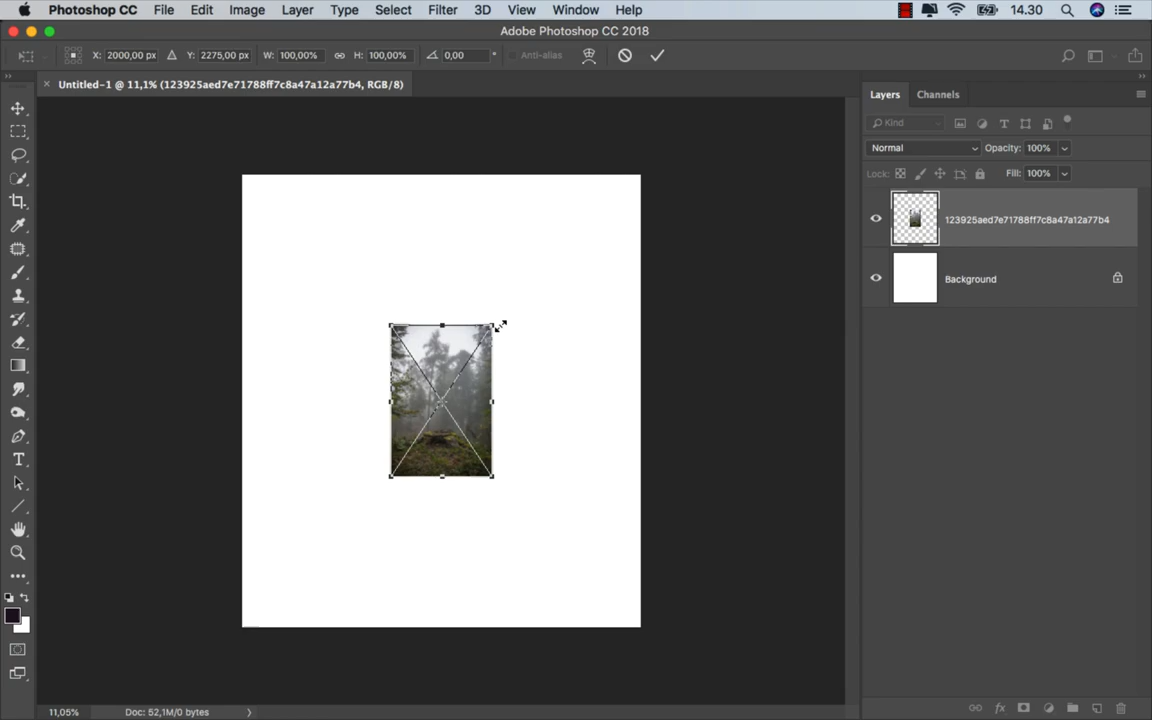 Photoshop CC File Edit Image Layer Type Select Filter 3D View Window Help 14.30
Adobe Photoshop CC 2018
X: 2000,00 px Y: 2275,00 px W: 100,00% H: 100,00% 0,00 ° Anti-alias
Untitled-1 @ 11,1% (123925aed7e71788ff7c8a47a12a77b4, RGB/8)
Layers Channels
Kind
Normal Opacity: 100%
Lock: Fill: 100%
123925aed7e71788ff7c8a47a12a77b4
Background
11,05% Doc: 52,1M/0 bytes